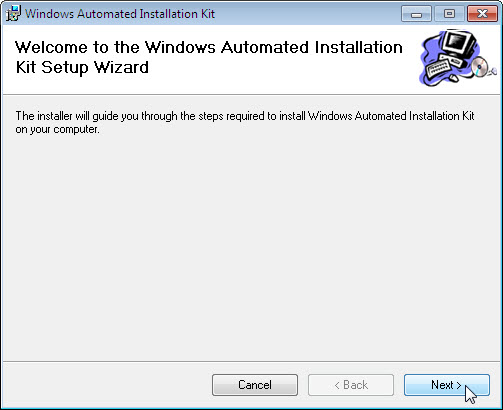 Windows Automated Installation Kit
Welcome to the Windows Automated Installation
Kit Setup Wizard
The installer will guide you through the steps required to install Windows Automated Installation Kit
on your computer.
Cancel
< Back
Next >